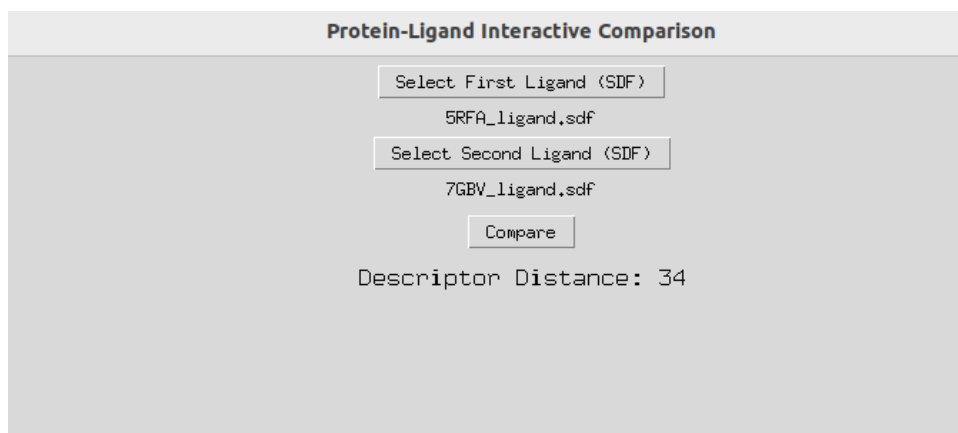 Protein-Ligand Interactive Comparison
Select First Ligand (SDF)
5RFA_ligand.sdf
Select Second Ligand (SDF)
7GBV_ligand.sdf
Compare
Descriptor Distance: 34